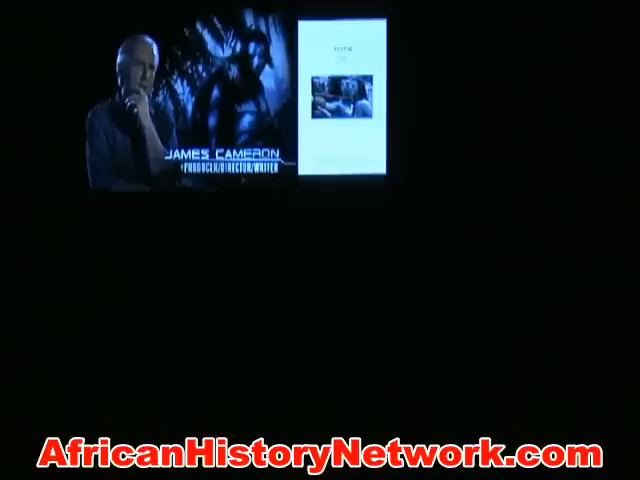 JAMES CAMERON
PRODUCER/DIRECTOR/WRITER
AfricanHistoryNetwork.com